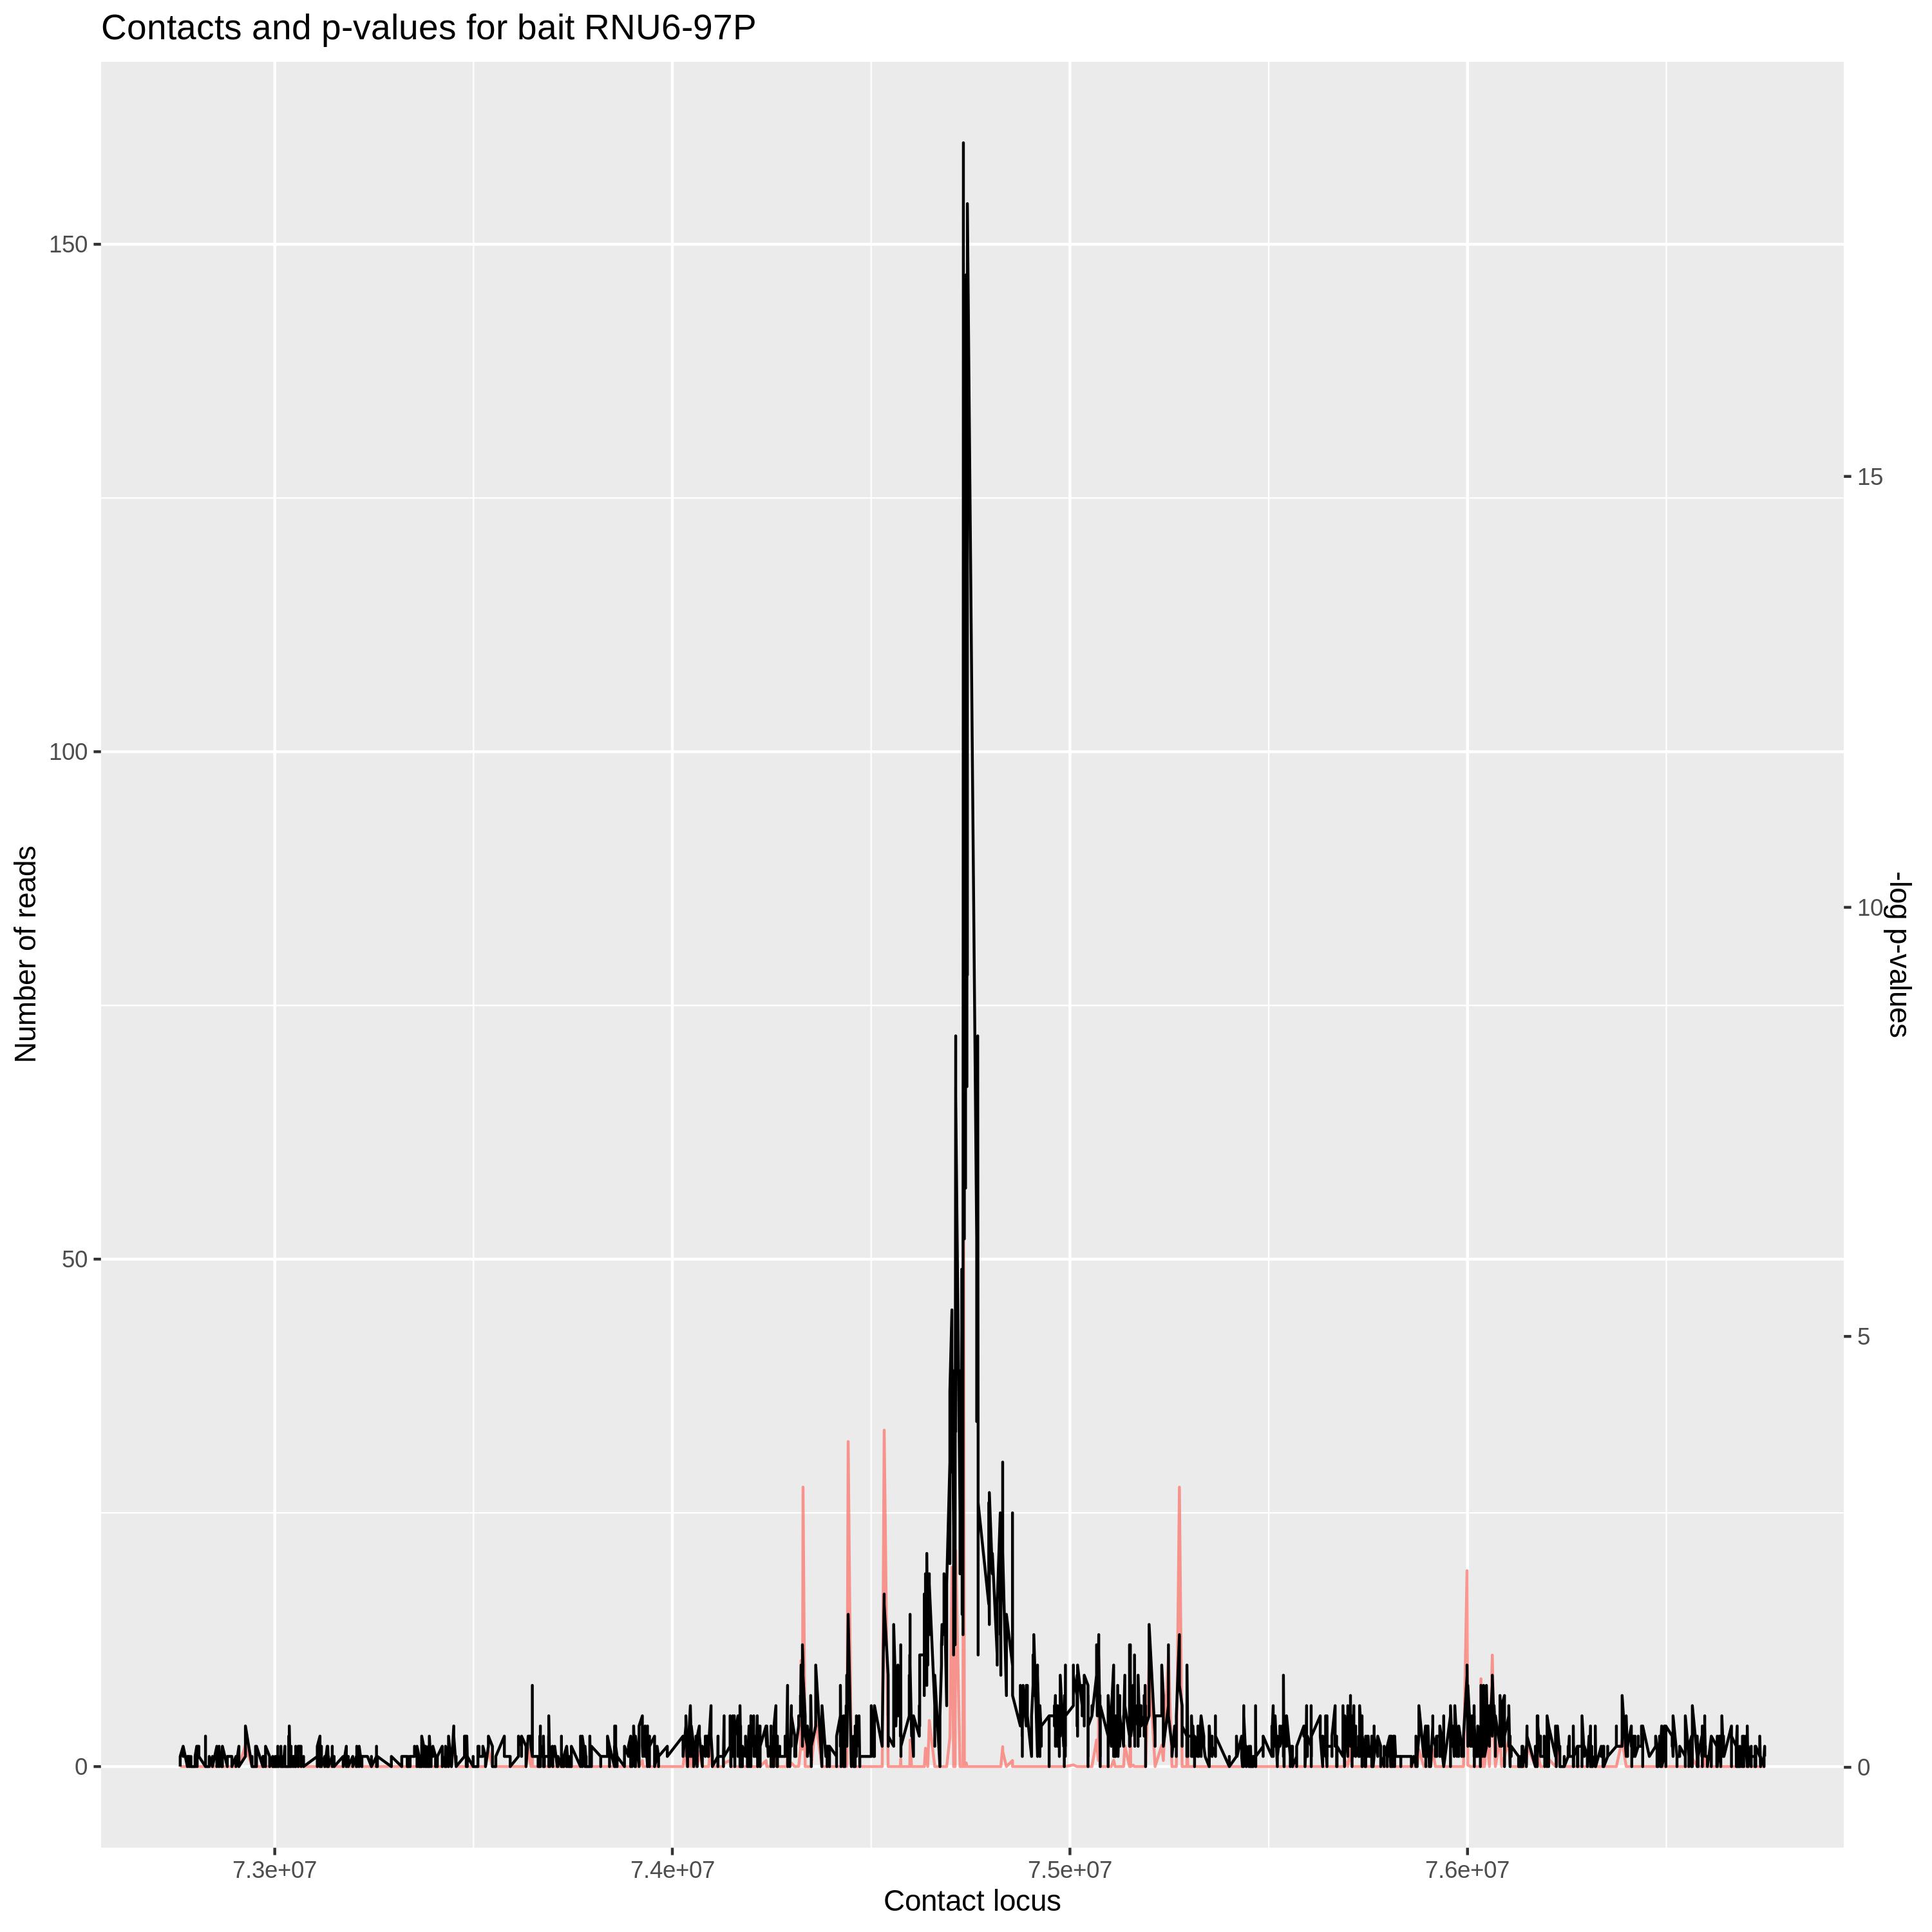 Contacts and p-values for bait RNU6-97P
150
100
50
0
Number of reads
15
10
5
0
-log p-values
7.3e+07
7.4e+07
7.5e+07
7.6e+07
Contact locus